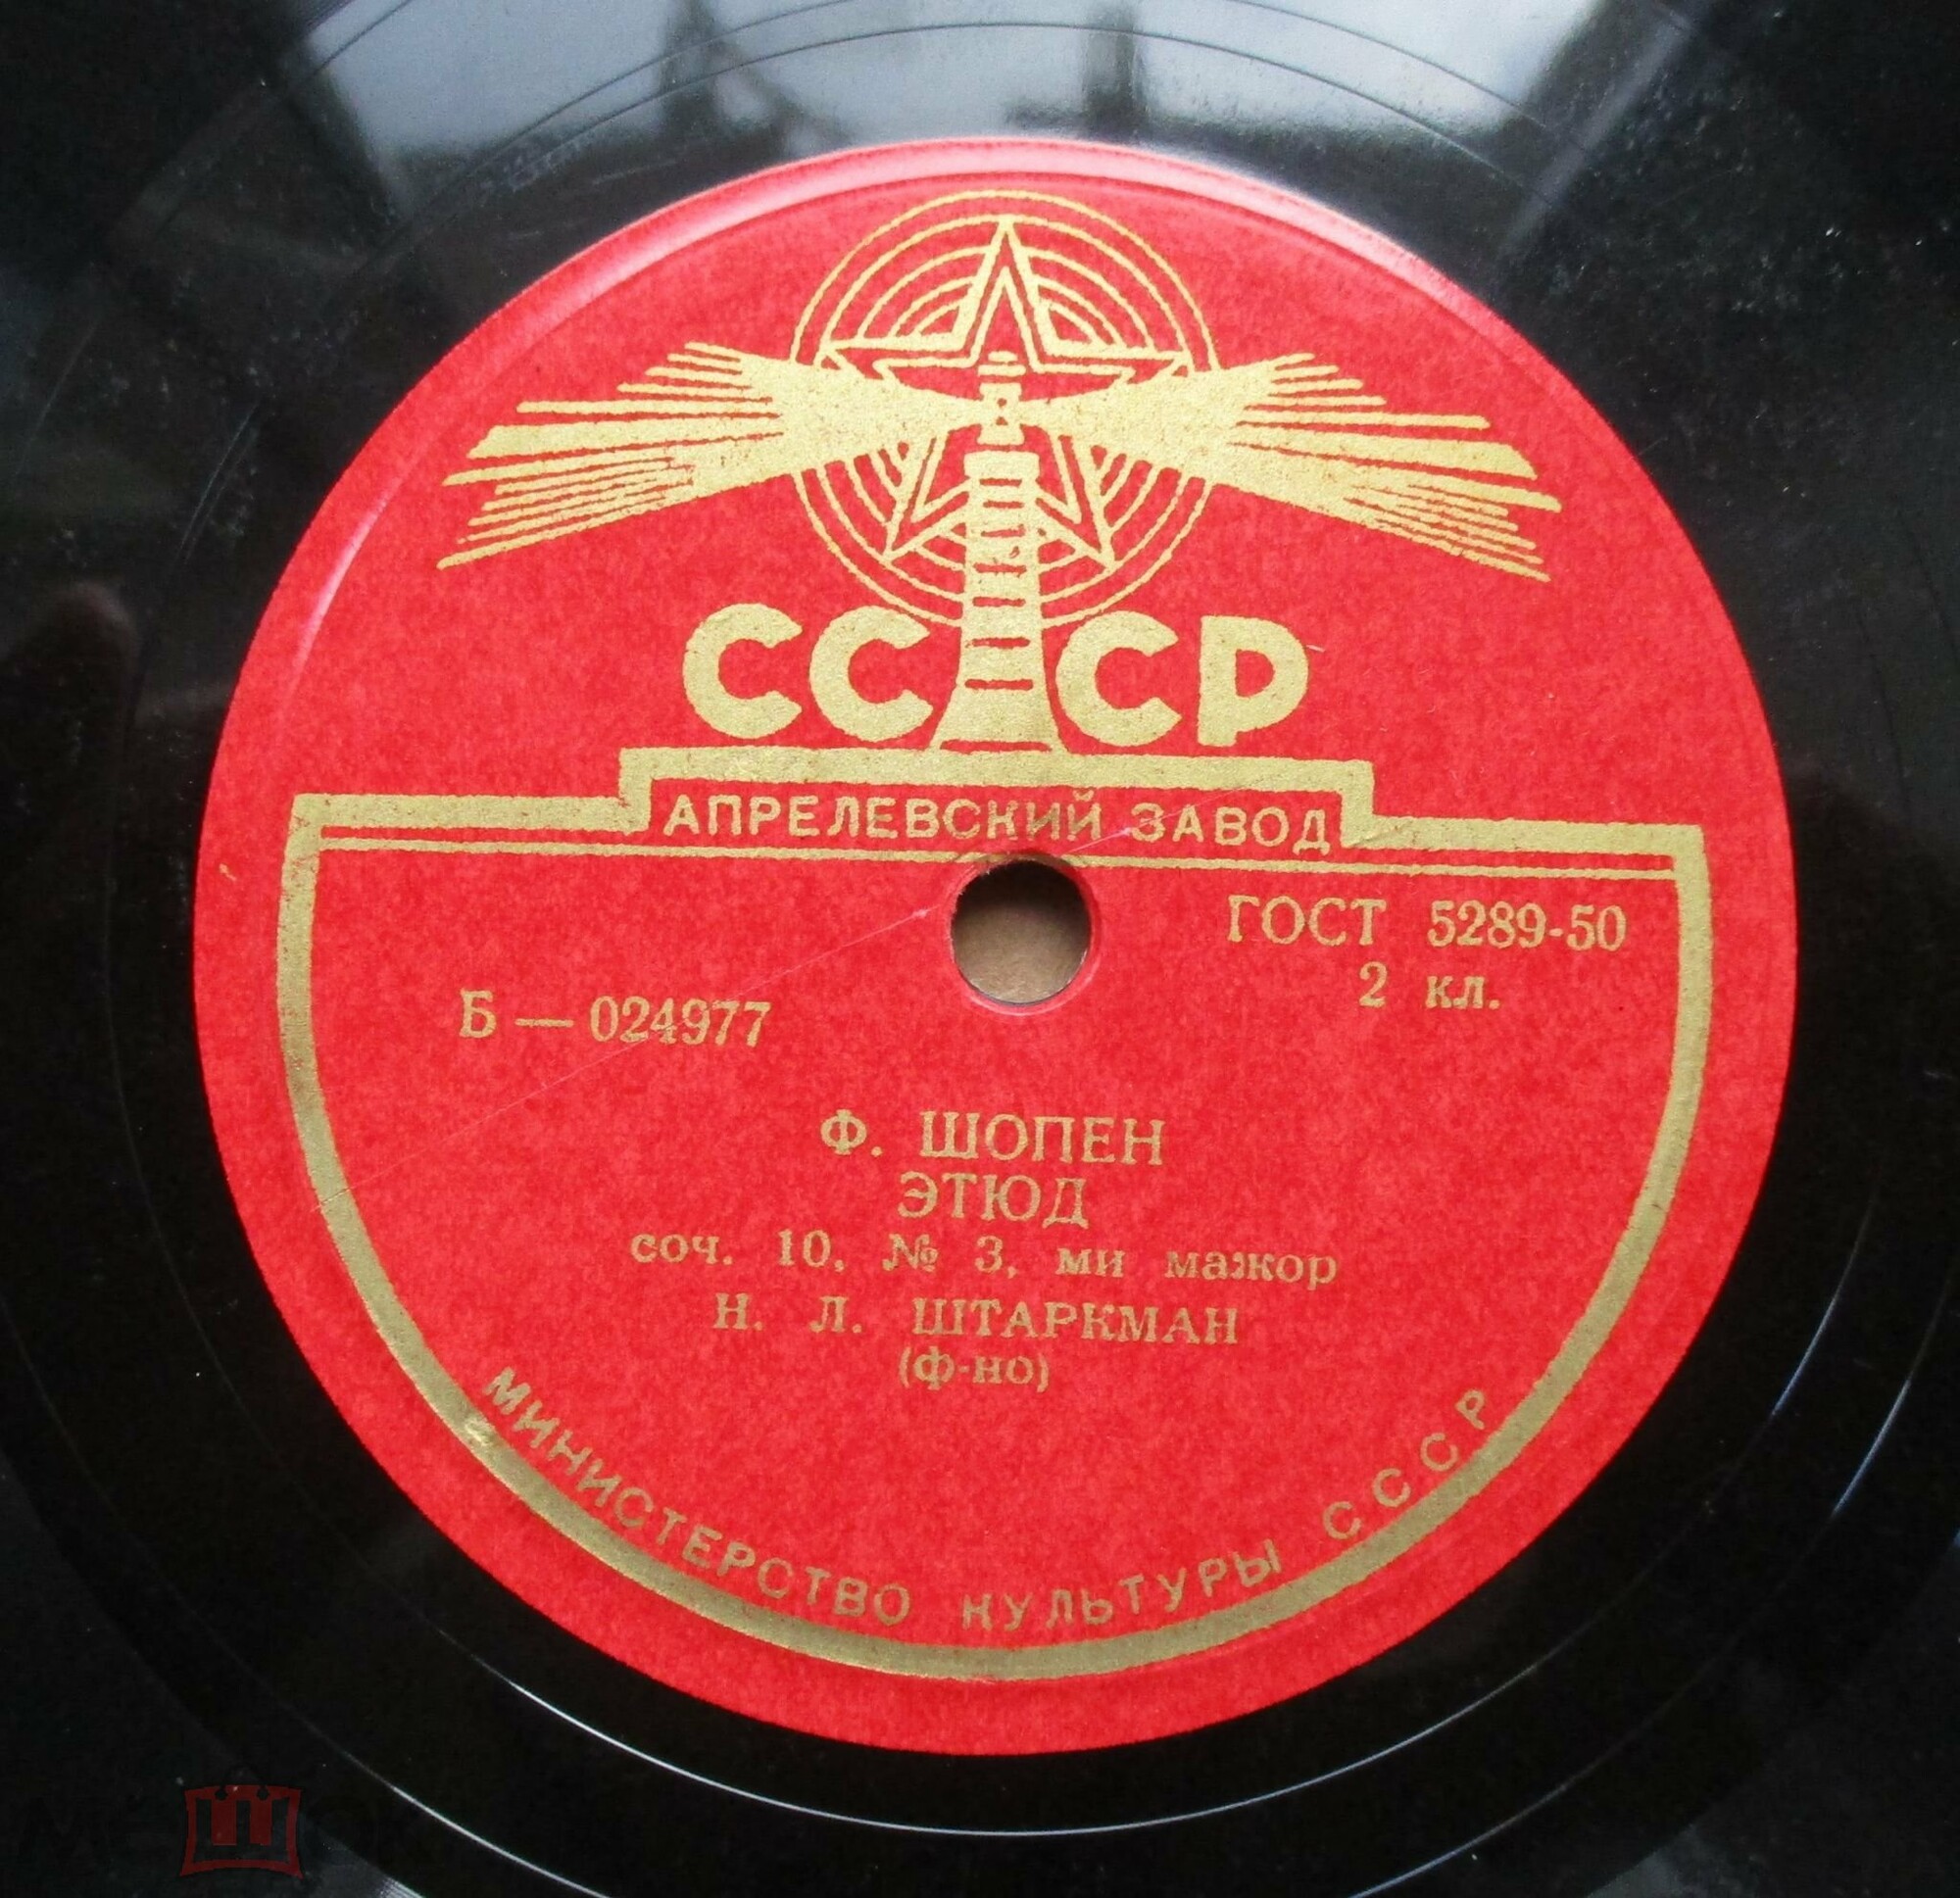 СССР
АПРЕЛЕВСКИЙ ЗАВОД
ГОСТ 5289-50
2 кл.
Б — 024977
Ф. ШОПЕН
ЭТЮД
соч. 10, № 3, ми мажор
Н. Л. ШТАРКМАН
(ф-но)
МИНИСТЕРСТВО КУЛЬТУРЫ СССР